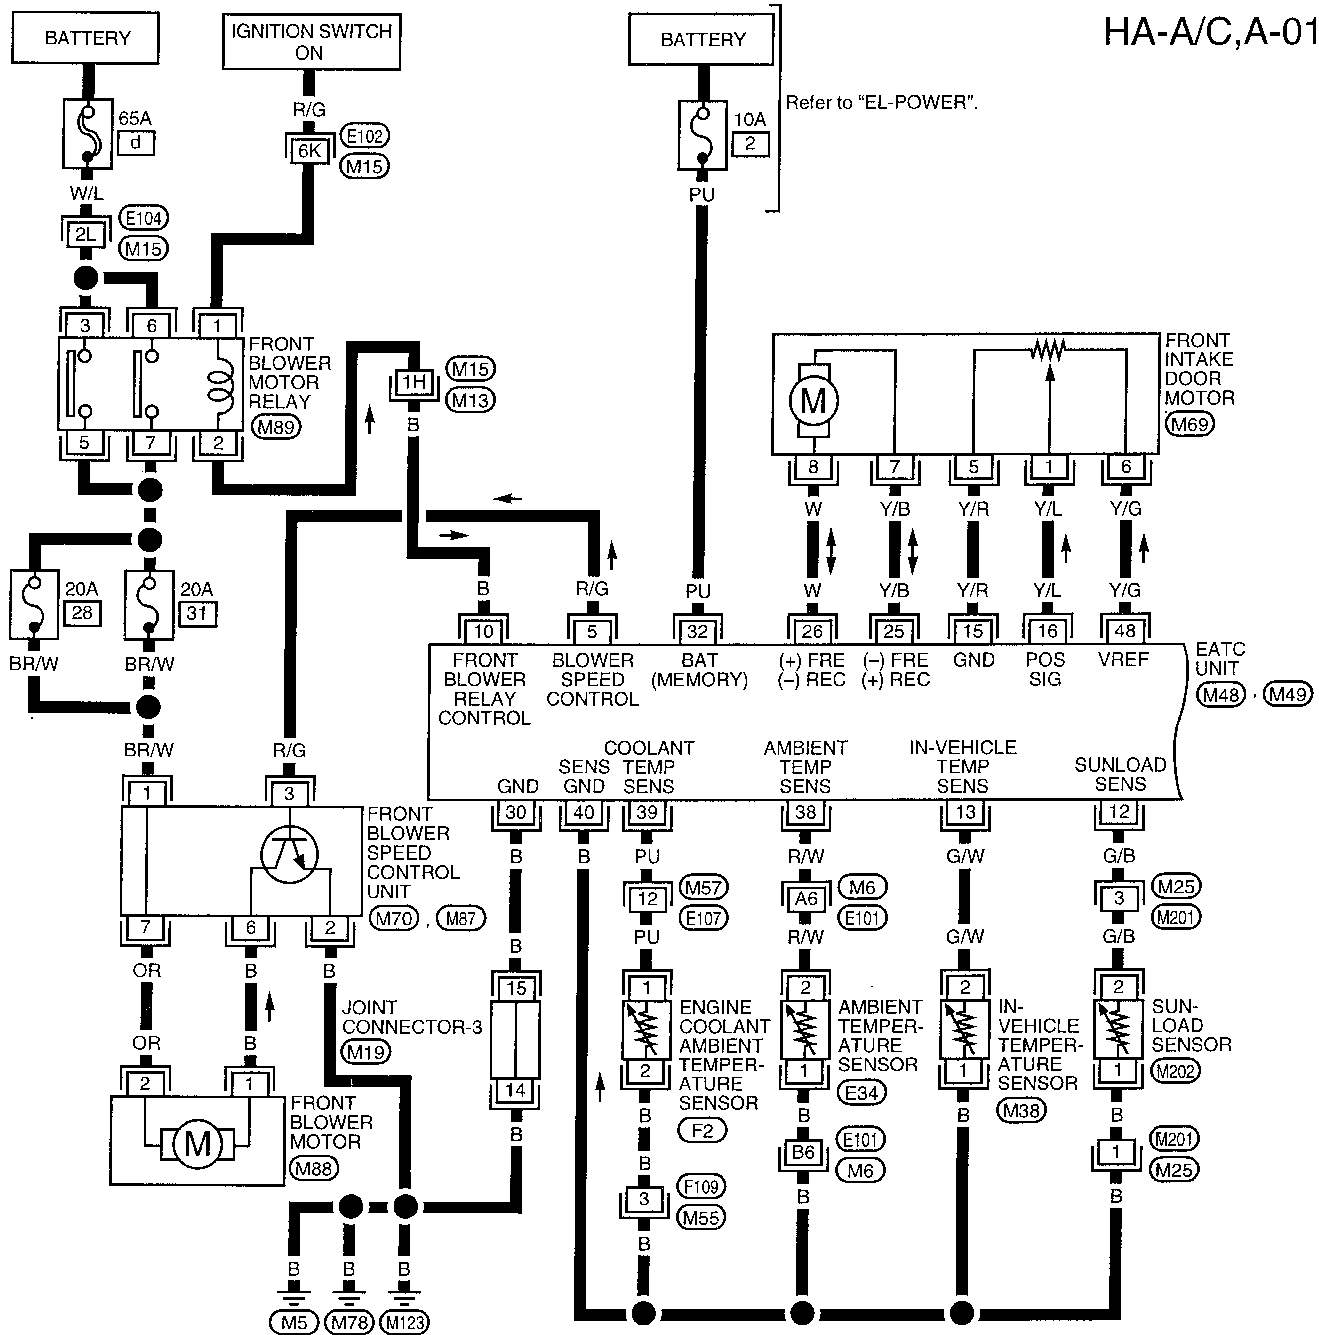 HA-A/C,A-01
BATTERY
IGNITION SWITCH
ON
BATTERY
Refer to "EL-POWER".
65A
d
R/G
6K
E102
M15
10A
2
W/L
PU
2L
E104
M15
3
6
1
FRONT
BLOWER
MOTOR
RELAY
M89
5
7
2
1H
M15
M13
B
FRONT
INTAKE
DOOR
MOTOR
M69
M
8
7
5
1
6
W
Y/B
Y/R
Y/L
Y/G
20A
28
20A
31
B
R/G
PU
W
Y/B
Y/R
Y/L
Y/G
10
5
32
26
25
15
16
48
BR/W
BR/W
FRONT
BLOWER
RELAY
CONTROL
BLOWER
SPEED
CONTROL
BAT
(MEMORY)
(+) FRE
(–) REC
(–) FRE
(+) REC
GND
POS
SIG
VREF
EATC
UNIT
M48 , M49
BR/W
R/G
GND
SENS
GND
COOLANT
TEMP
SENS
AMBIENT
TEMP
SENS
IN-VEHICLE
TEMP
SENS
SUNLOAD
SENS
1
3
30
40
39
38
13
12
FRONT
BLOWER
SPEED
CONTROL
UNIT
M70 , M87
B
B
PU
R/W
G/W
G/B
12
M57
E107
A6
M6
E101
3
M25
M201
7
6
2
OR
B
B
B
PU
R/W
G/W
G/B
JOINT
CONNECTOR-3
M19
15
14
1
2
2
2
ENGINE
COOLANT
AMBIENT
TEMPER-
ATURE
SENSOR
F2
AMBIENT
TEMPER-
ATURE
SENSOR
E34
IN-
VEHICLE
TEMPER-
ATURE
SENSOR
M38
SUN-
LOAD
SENSOR
M202
OR
B
2
1
2
1
1
1
FRONT
BLOWER
MOTOR
M88
M
B
B
B
B
B
B
3
F109
M55
B6
E101
M6
1
M201
M25
B
B
B
B
B
B
M5
M78
M123